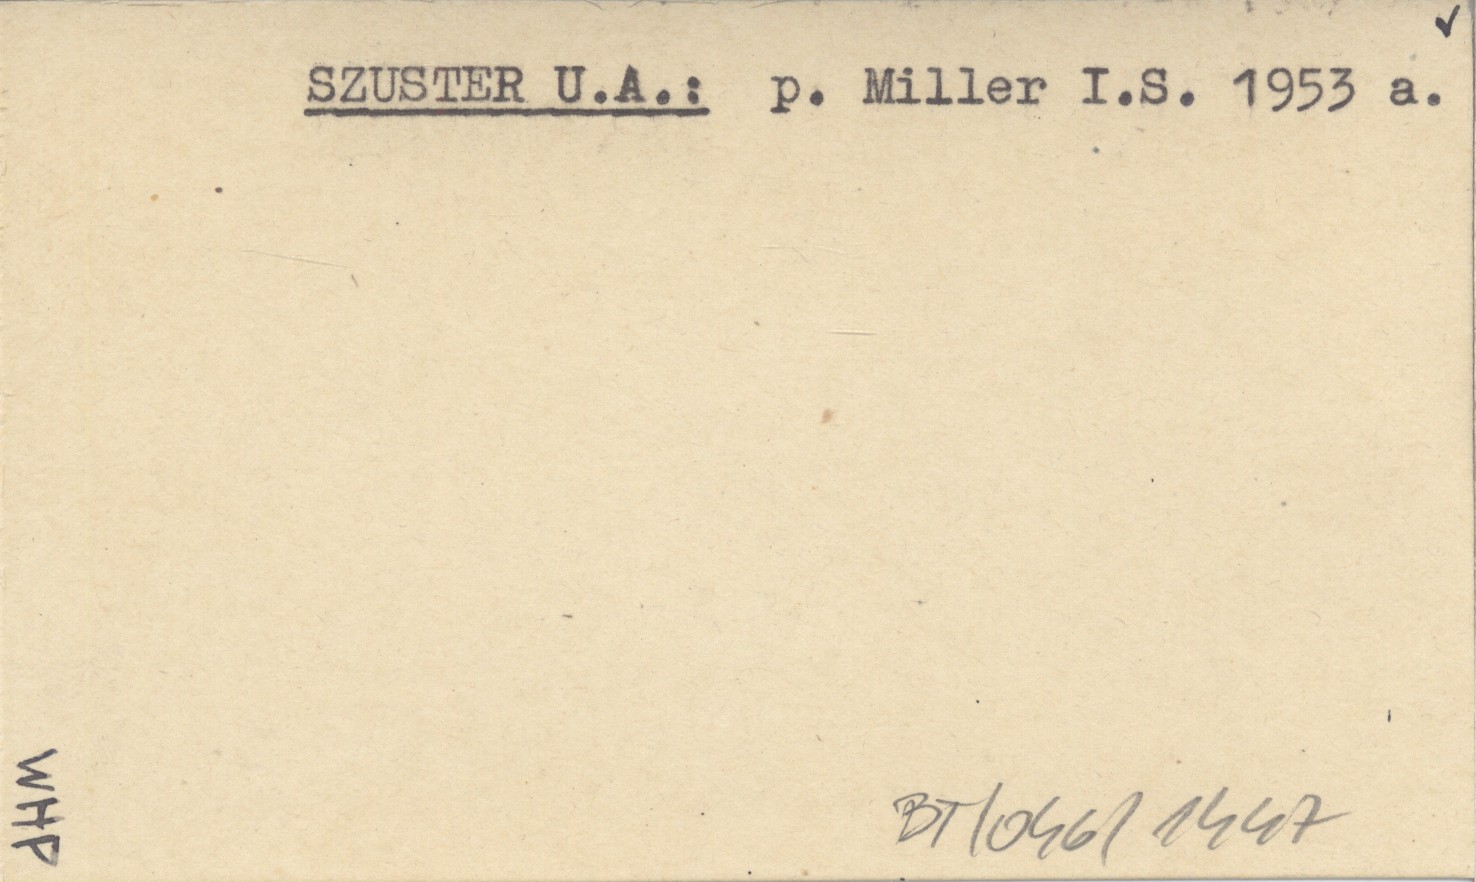 SZUSTER U.A.: p. Miller I.S. 1953 a.
WHP
BT/046/1447